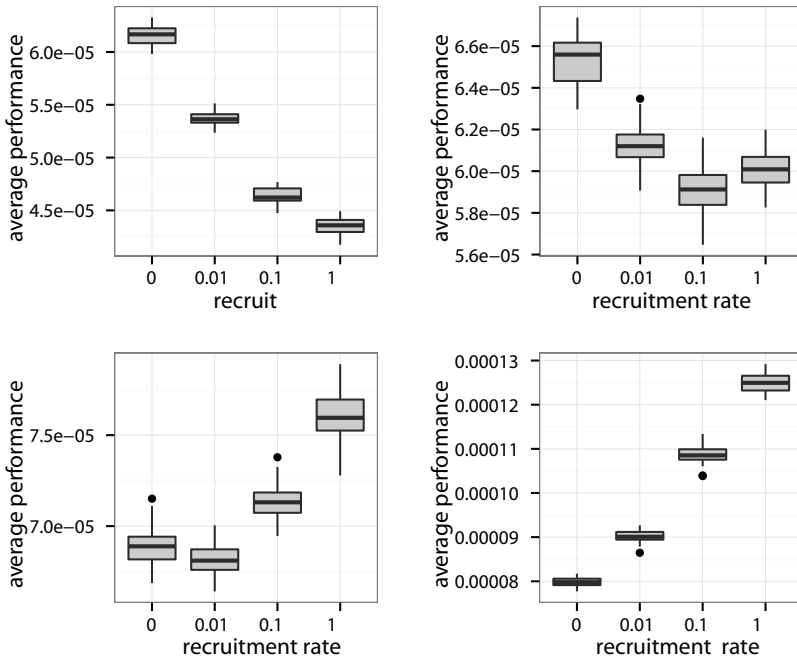 average performance
6.0e−05
5.5e−05
5.0e−05
4.5e−05
0 0.01 0.1 1
recruit
average performance
6.6e−05
6.4e−05
6.2e−05
6.0e−05
5.8e−05
5.6e−05
0 0.01 0.1 1
recruitment rate
average performance
7.5e−05
7.0e−05
0 0.01 0.1 1
recruitment rate
average performance
0.00013
0.00012
0.00011
0.00010
0.00009
0.00008
0 0.01 0.1 1
recruitment rate